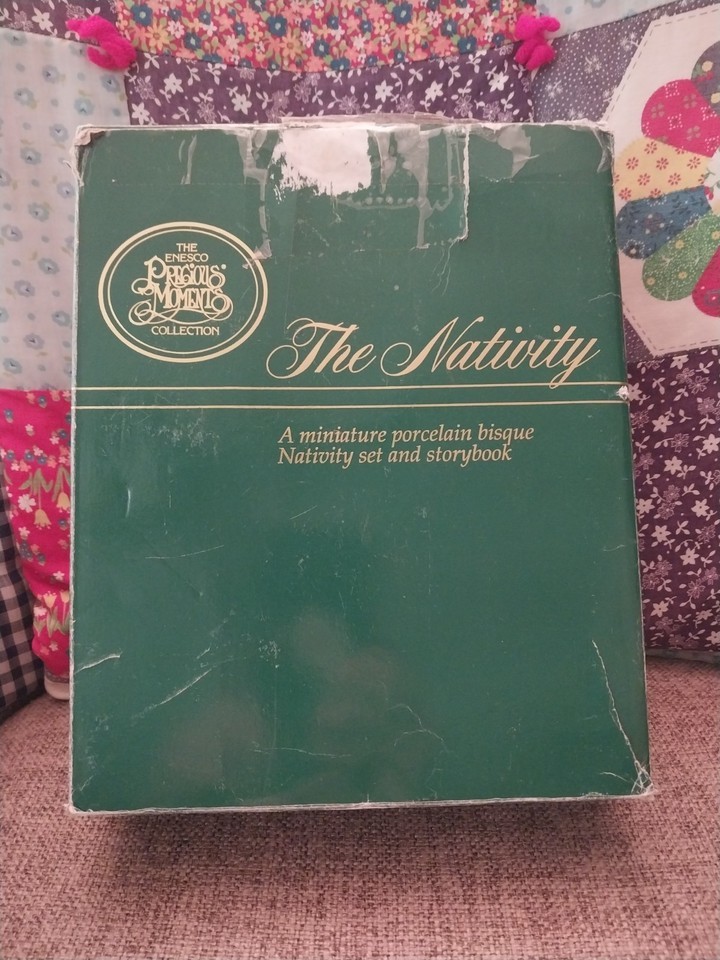 THE
ENESCO
PRECIOUS
MOMENTS
COLLECTION
The Nativity
A miniature porcelain bisque
Nativity set and storybook